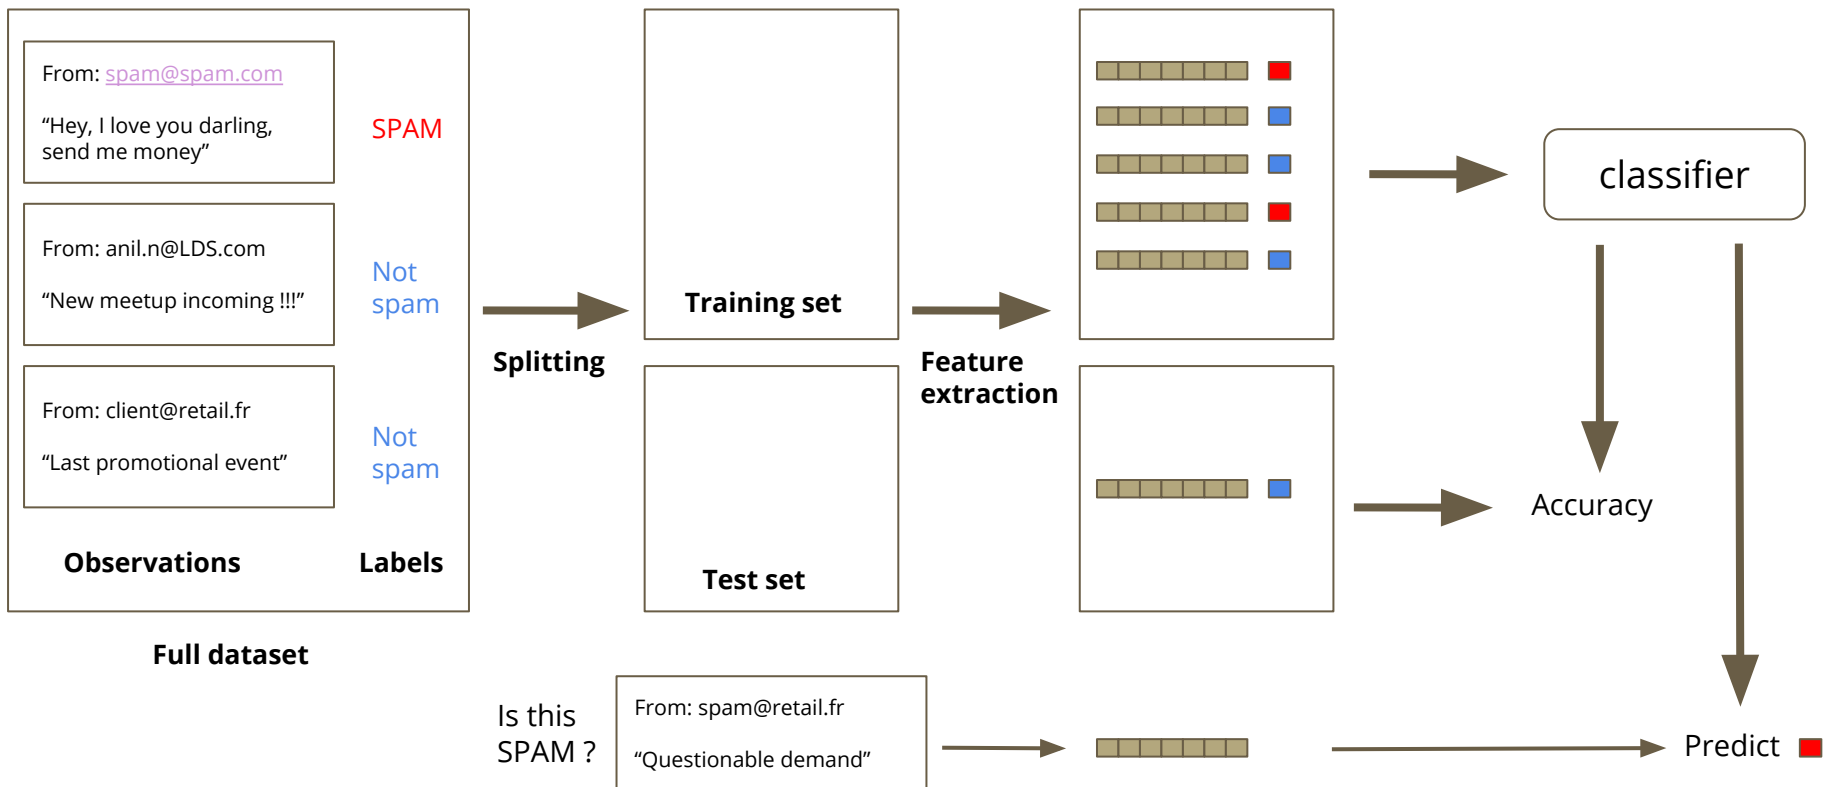 From: spam@spam.com
“Hey, I love you darling,
send me money”
SPAM
From: anil.n@LDS.com
“New meetup incoming !!!”
Not
spam
From: client@retail.fr
“Last promotional event”
Not
spam
Observations
Labels
Full dataset
Splitting
Training set
Test set
Feature
extraction
classifier
Accuracy
Is this
SPAM ?
From: spam@retail.fr
“Questionable demand”
Predict